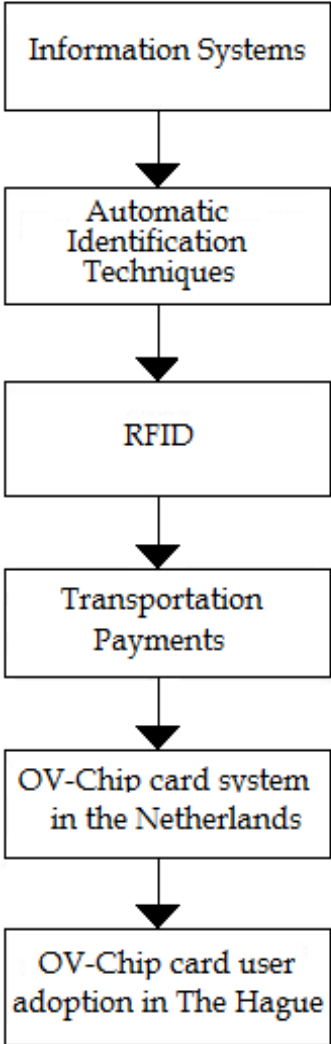 Information Systems
Automatic
Identification
Techniques
RFID
Transportation
Payments
OV-Chip card system
in the Netherlands
OV-Chip card user
adoption in The Hague